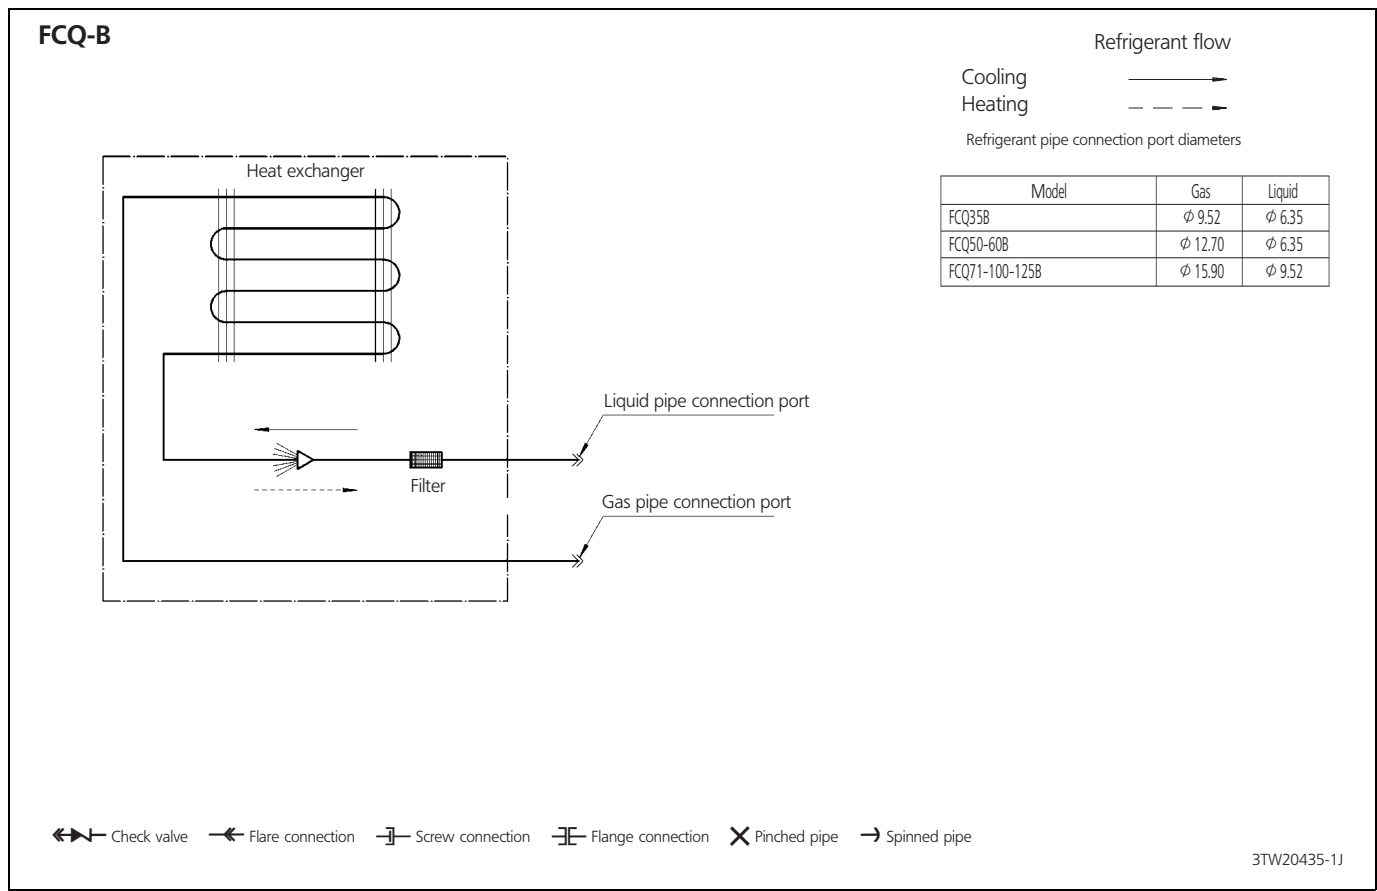 FCQ-B
Refrigerant flow
Cooling
Heating
Refrigerant pipe connection port diameters
Model Gas Liquid
FCQ35B ϕ 9.52 ϕ 6.35
FCQ50-60B ϕ 12.70 ϕ 6.35
FCQ71-100-125B ϕ 15.90 ϕ 9.52
Heat exchanger
Liquid pipe connection port
Filter
Gas pipe connection port
Check valve Flare connection Screw connection Flange connection Pinched pipe Spinned pipe
3TW20435-1J